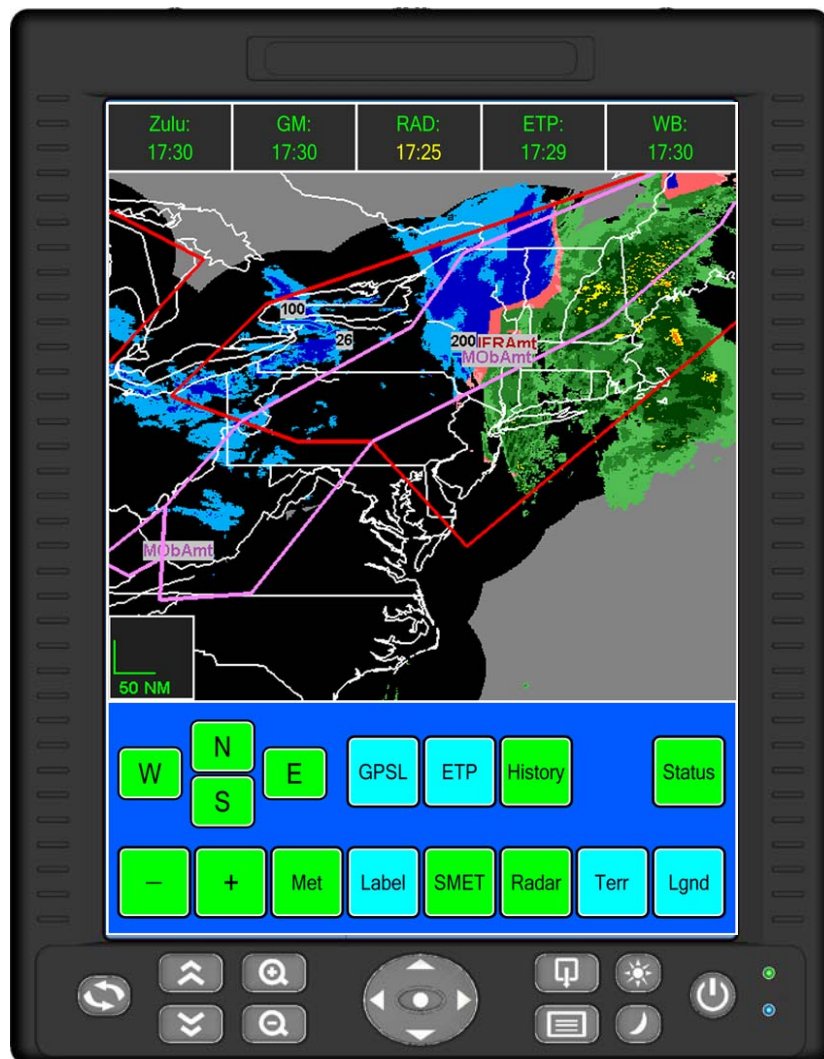 Zulu:
17:30
GM:
17:30
RAD:
17:25
ETP:
17:29
WB:
17:30
100
26
200
IFRAmt
MObAmt
MObAmt
50 NM
W
N
S
E
GPSL
ETP
History
Status
–
+
Met
Label
SMET
Radar
Terr
Lgnd